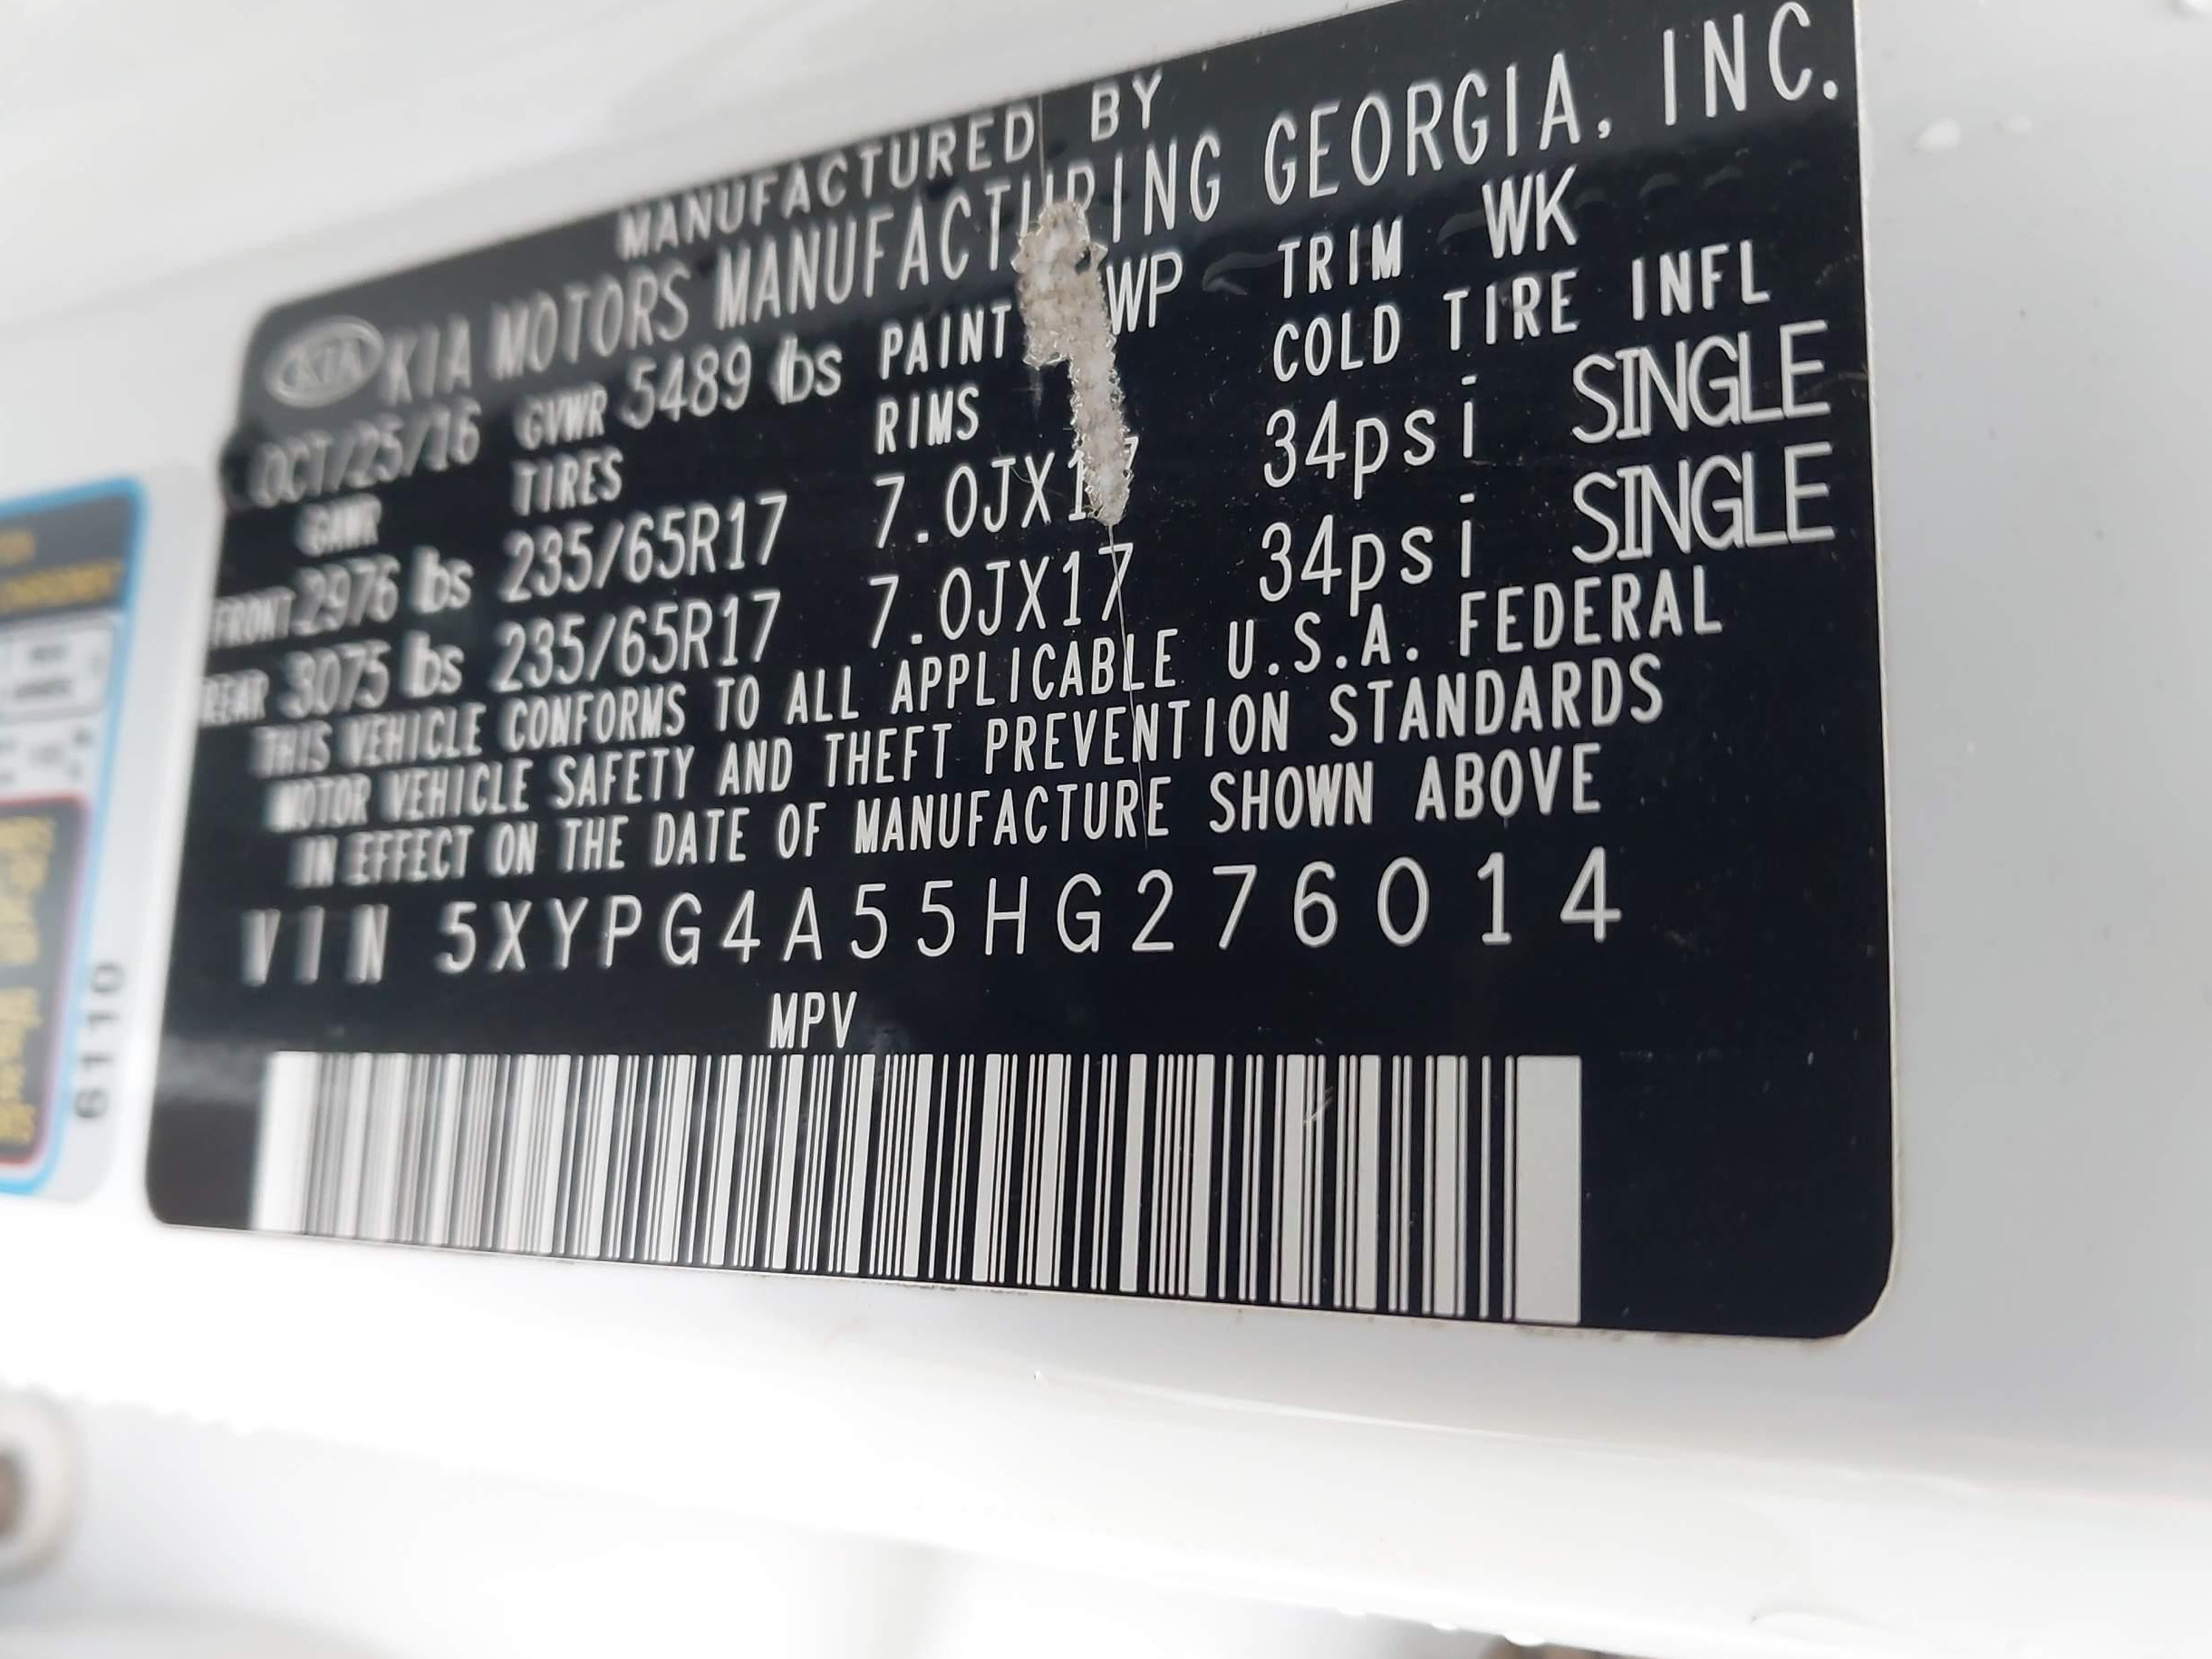 MANUFACTURED BY
KIA KIA MOTORS MANUFACTURING GEORGIA, INC.
OCT/25/16 GVWR 5489 lbs PAINT WP TRIM WK
GAWR TIRES RIMS COLD TIRE INFL
FRONT 2976 lbs 235/65R17 7.0JX17 34psi SINGLE
REAR 3075 lbs 235/65R17 7.0JX17 34psi SINGLE
THIS VEHICLE CONFORMS TO ALL APPLICABLE U.S.A. FEDERAL
MOTOR VEHICLE SAFETY AND THEFT PREVENTION STANDARDS
IN EFFECT ON THE DATE OF MANUFACTURE SHOWN ABOVE
VIN 5XYPG4A55HG276014
MPV
6110